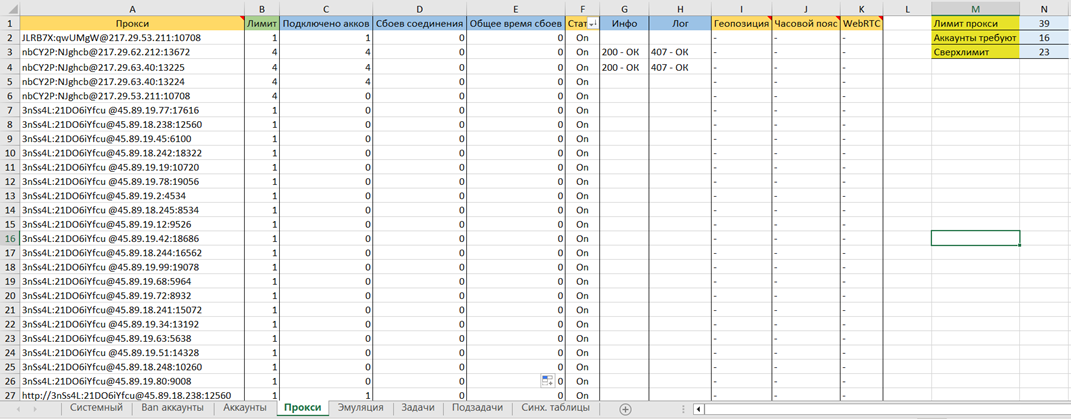 A B C D E F G H I J K L M N
1 Прокси Лимит Подключено акков Сбоев соединения Общее время сбоев Стат Инфо Лог Геопозиция Часовой пояс WebRTC Лимит прокси 39
2 JLRB7X:qwUMgW@217.29.53.211:10708 1 1 0 0 On - - - Аккаунты требуют 16
3 nbCY2P:NJghcb@217.29.62.212:13672 4 4 0 0 On 200 - OK 407 - OK - - - Сверхлимит 23
4 nbCY2P:NJghcb@217.29.63.40:13225 4 4 0 0 On 200 - OK 407 - OK - - -
5 nbCY2P:NJghcb@217.29.63.40:13224 4 4 0 0 On - - -
6 nbCY2P:NJghcb@217.29.53.211:10708 4 0 0 0 On - - -
7 3nSs4L:21DO6iYfcu @45.89.19.77:17616 1 0 0 0 On - - -
8 3nSs4L:21DO6iYfcu @45.89.18.238:12560 1 0 0 0 On - - -
9 3nSs4L:21DO6iYfcu @45.89.19.45:6100 1 0 0 0 On - - -
10 3nSs4L:21DO6iYfcu @45.89.18.242:18322 1 0 0 0 On - - -
11 3nSs4L:21DO6iYfcu @45.89.19.19:10720 1 0 0 0 On - - -
12 3nSs4L:21DO6iYfcu @45.89.19.78:19056 1 0 0 0 On - - -
13 3nSs4L:21DO6iYfcu @45.89.19.2:4534 1 0 0 0 On - - -
14 3nSs4L:21DO6iYfcu @45.89.18.245:8534 1 0 0 0 On - - -
15 3nSs4L:21DO6iYfcu @45.89.19.12:9526 1 0 0 0 On - - -
16 3nSs4L:21DO6iYfcu @45.89.19.42:18686 1 0 0 0 On - - -
17 3nSs4L:21DO6iYfcu @45.89.18.244:16562 1 0 0 0 On - - -
18 3nSs4L:21DO6iYfcu @45.89.19.99:19078 1 0 0 0 On - - -
19 3nSs4L:21DO6iYfcu @45.89.19.68:5964 1 0 0 0 On - - -
20 3nSs4L:21DO6iYfcu @45.89.19.72:8932 1 0 0 0 On - - -
21 3nSs4L:21DO6iYfcu @45.89.18.241:15072 1 0 0 0 On - - -
22 3nSs4L:21DO6iYfcu @45.89.19.34:13192 1 0 0 0 On - - -
23 3nSs4L:21DO6iYfcu @45.89.19.63:5638 1 0 0 0 On - - -
24 3nSs4L:21DO6iYfcu @45.89.19.51:14328 1 0 0 0 On - - -
25 3nSs4L:21DO6iYfcu @45.89.18.248:10260 1 0 0 0 On - - -
26 3nSs4L:21DO6iYfcu @45.89.19.80:9008 1 0 0 0 On - - -
27 http://3nSs4L:21DO6iYfcu@45.89.18.238:12560 1 0 0 0 On - - -
Системный Вап аккаунты Аккаунты Прокси Эмуляция Задачи Подзадачи Синх. таблицы